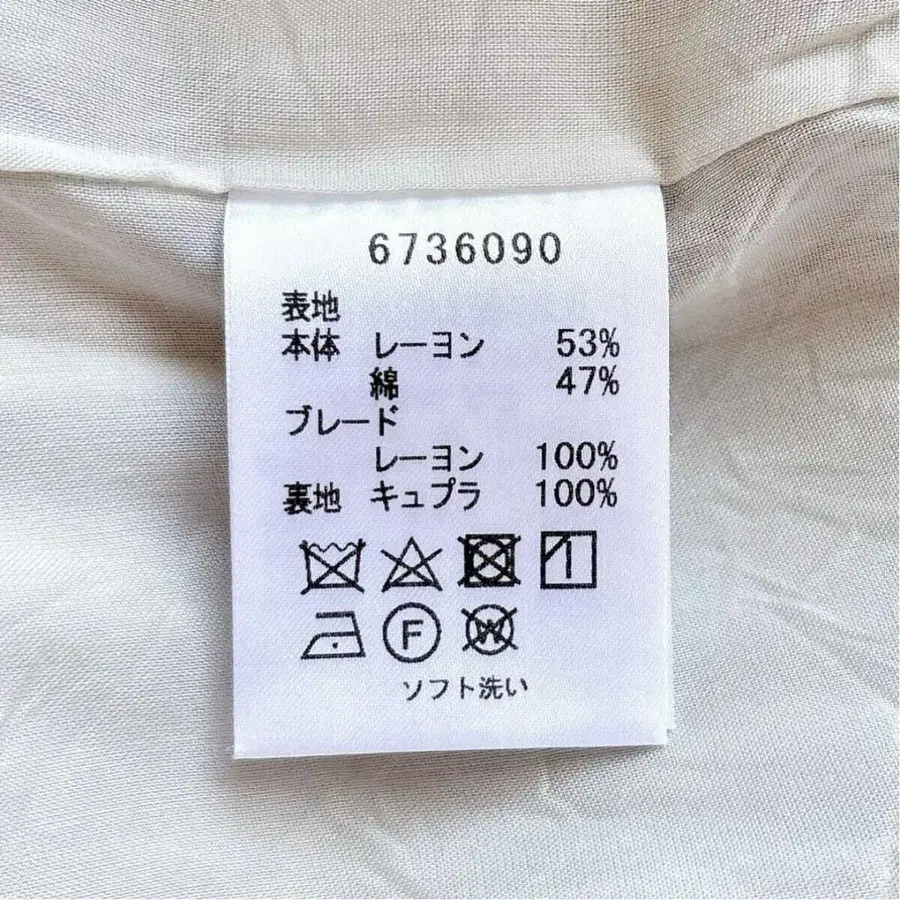 6736090
表地
本体 レーヨン 53%
綿 47%
ブレード
レーヨン 100%
裏地 キュプラ 100%
F W
ソフト洗い